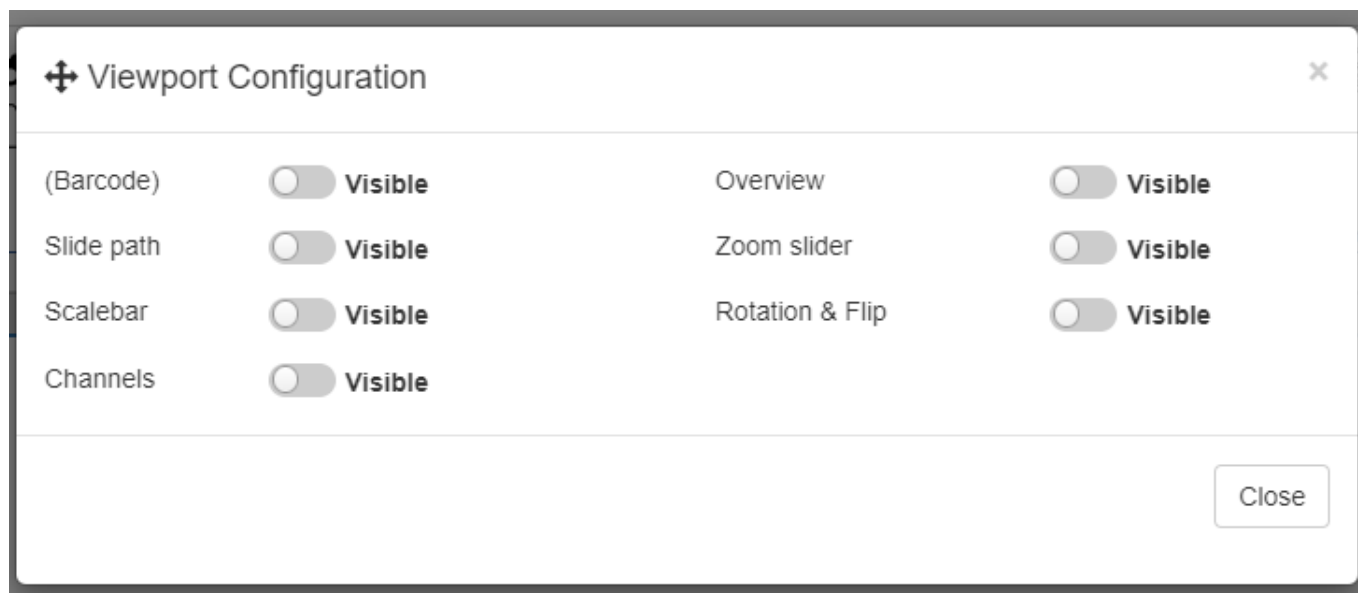 Viewport Configuration
×
(Barcode) Visible Overview Visible
Slide path Visible Zoom slider Visible
Scalebar Visible Rotation & Flip Visible
Channels Visible
Close